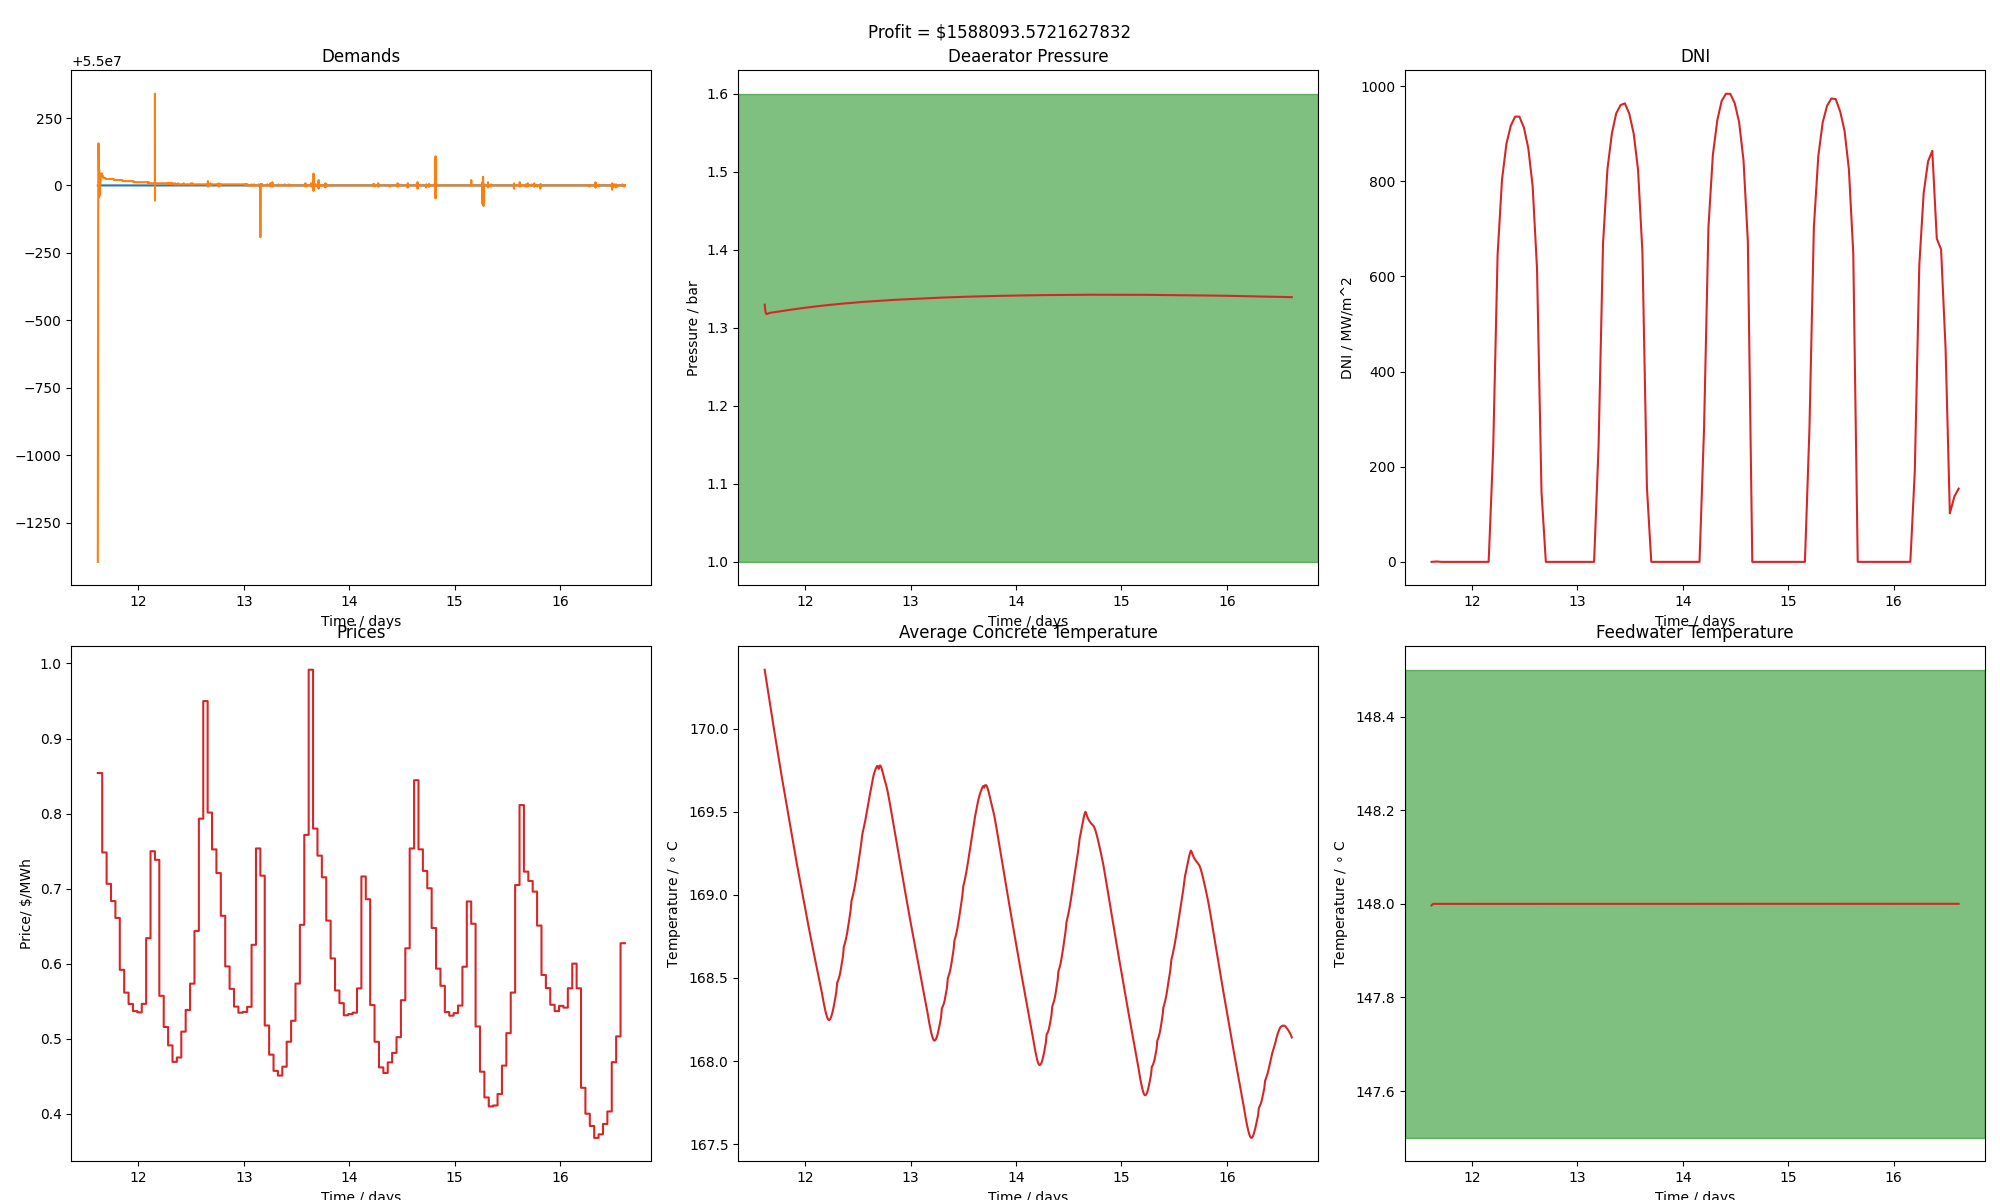 Profit = $1588093.5721627832
Demands
+5.5e7
250
0
−250
−500
−750
−1000
−1250
12 13 14 15 16
Time / days
Deaerator Pressure
Pressure / bar
1.6
1.5
1.4
1.3
1.2
1.1
1.0
12 13 14 15 16
Time / days
DNI
DNI / MW/m^2
1000
800
600
400
200
0
12 13 14 15 16
Time / days
Prices
Price/ $/MWh
1.0
0.9
0.8
0.7
0.6
0.5
0.4
12 13 14 15 16
Time / days
Average Concrete Temperature
Temperature / ∘ C
170.0
169.5
169.0
168.5
168.0
167.5
12 13 14 15 16
Time / days
Feedwater Temperature
Temperature / ∘ C
148.4
148.2
148.0
147.8
147.6
12 13 14 15 16
Time / days